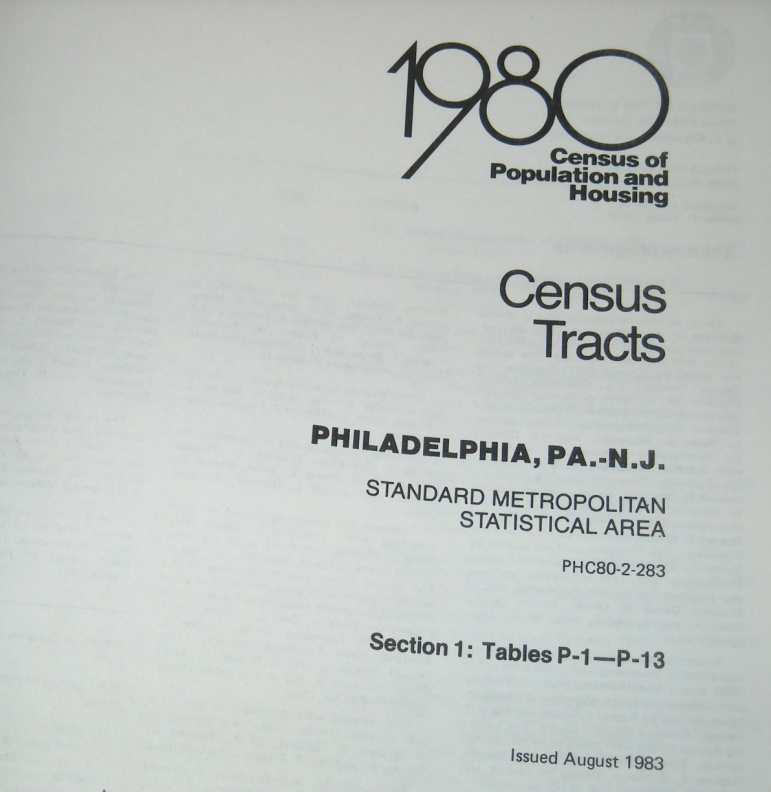 1980
Census of
Population and
Housing
Census
Tracts
PHILADELPHIA, PA.-N.J.
STANDARD METROPOLITAN
STATISTICAL AREA
PHC80-2-283
Section 1: Tables P-1—P-13
Issued August 1983